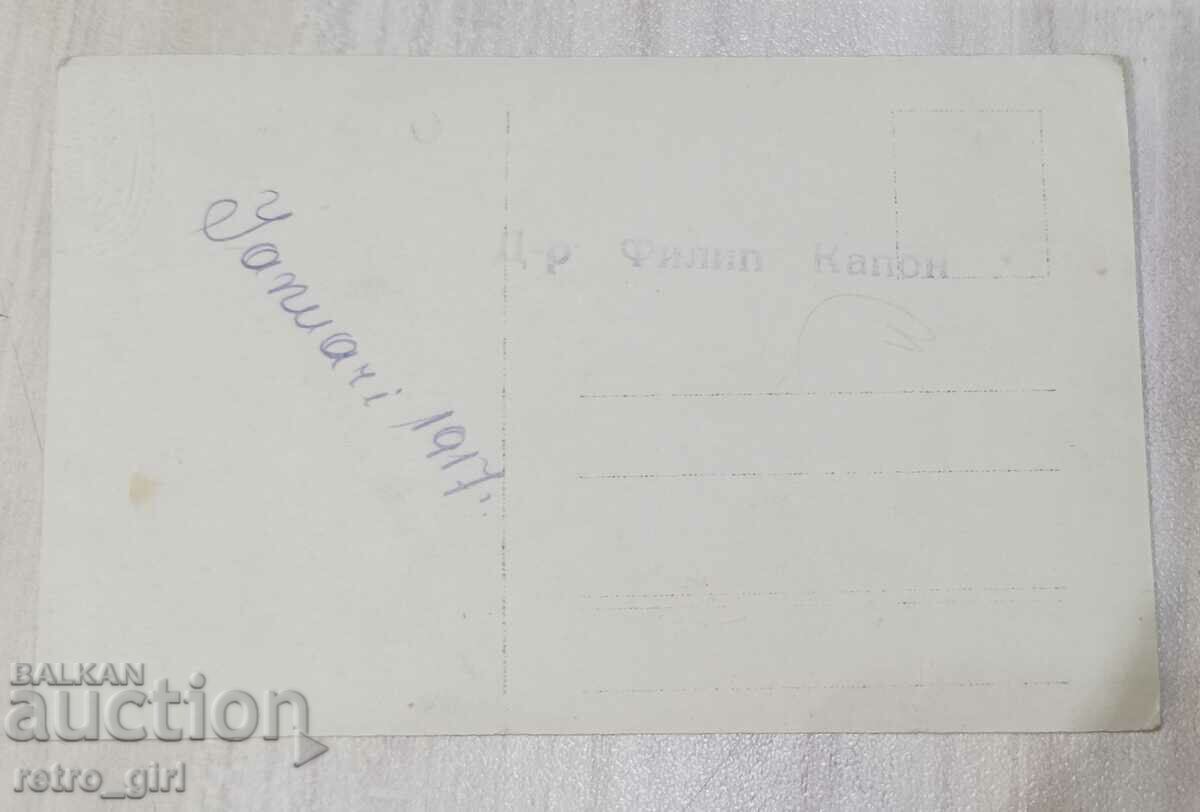 Januari 1917.
Д-р Филип Капон
BALKAN
auction
retro_girl